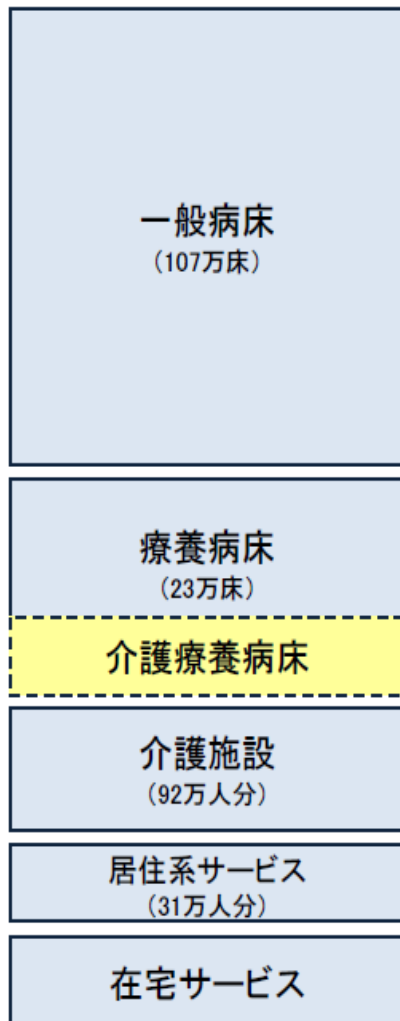 一般病床
（107万床）
療養病床
（23万床）
介護療養病床
介護施設
（92万人分）
居住系サービス
（31万人分）
在宅サービス